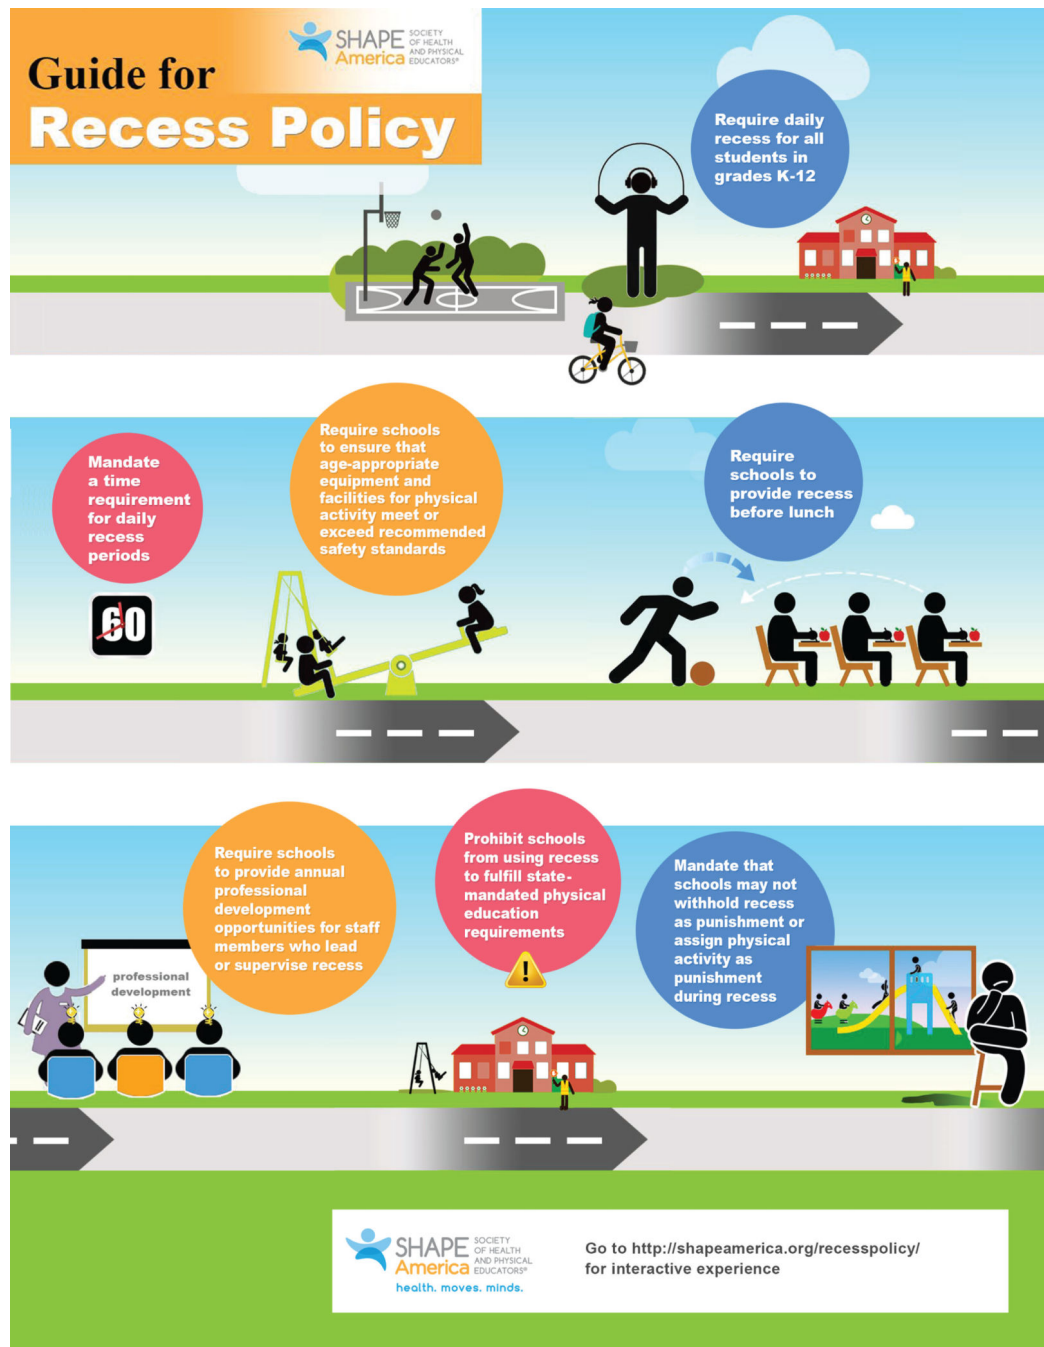 SHAPE America SOCIETY OF HEALTH AND PHYSICAL EDUCATORS®
Guide for
Recess Policy
Require daily
recess for all
students in
grades K-12
Mandate
a time
requirement
for daily
recess
periods
60
Require schools
to ensure that
age-appropriate
equipment and
facilities for physical
activity meet or
exceed recommended
safety standards
Require
schools to
provide recess
before lunch
professional
development
Require schools
to provide annual
professional
development
opportunities for staff
members who lead
or supervise recess
Prohibit schools
from using recess
to fulfill state-
mandated physical
education
requirements
!
Mandate that
schools may not
withhold recess
as punishment or
assign physical
activity as
punishment
during recess
SHAPE America SOCIETY OF HEALTH AND PHYSICAL EDUCATORS®
health. moves. minds.
Go to http://shapeamerica.org/recesspolicy/
for interactive experience